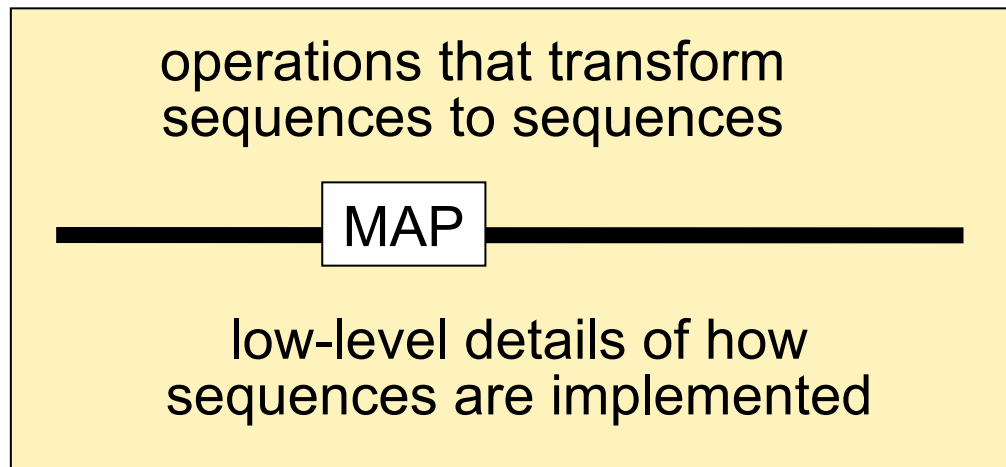 operations that transform
sequences to sequences
MAP
low-level details of how
sequences are implemented